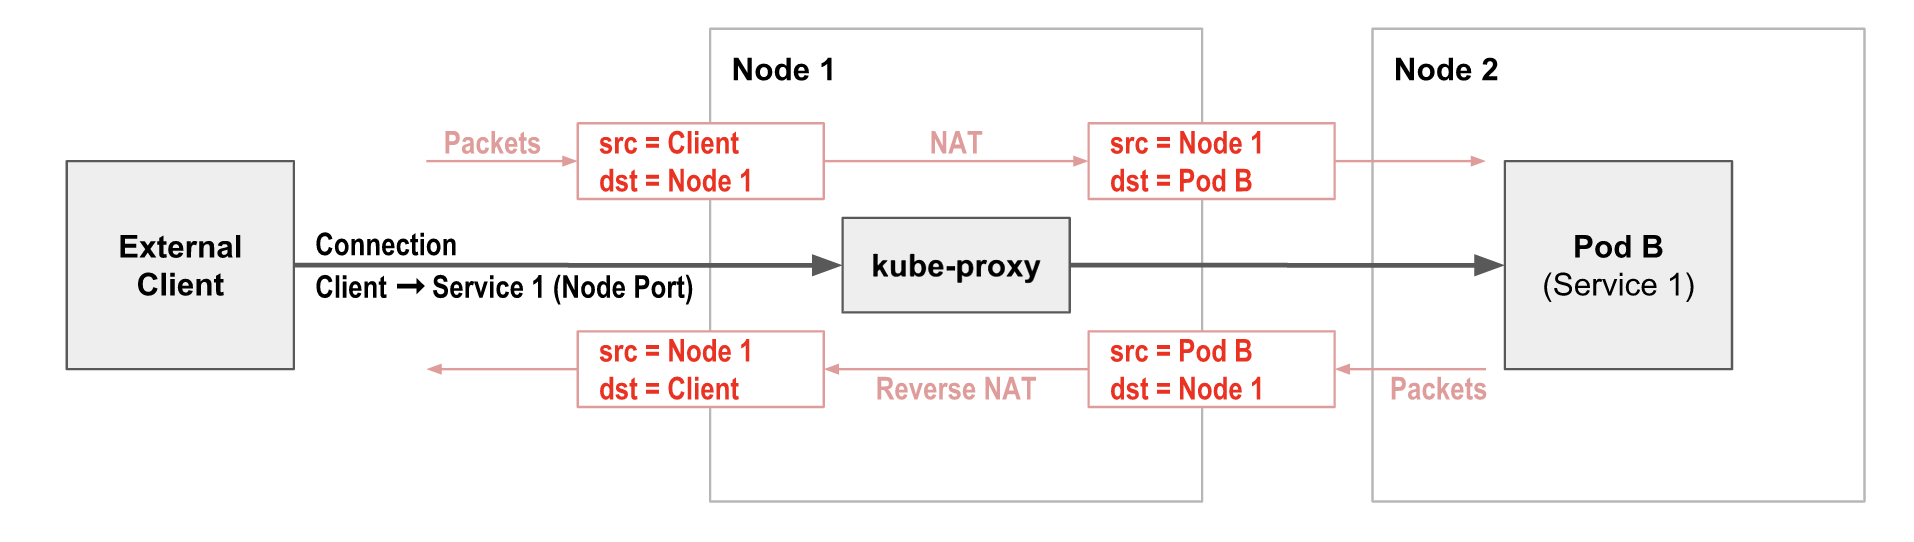 Node 1
Node 2
Packets
src = Client
dst = Node 1
NAT
src = Node 1
dst = Pod B
External
Client
Connection
Client → Service 1 (Node Port)
kube-proxy
Pod B
(Service 1)
src = Node 1
dst = Client
Reverse NAT
src = Pod B
dst = Node 1
Packets